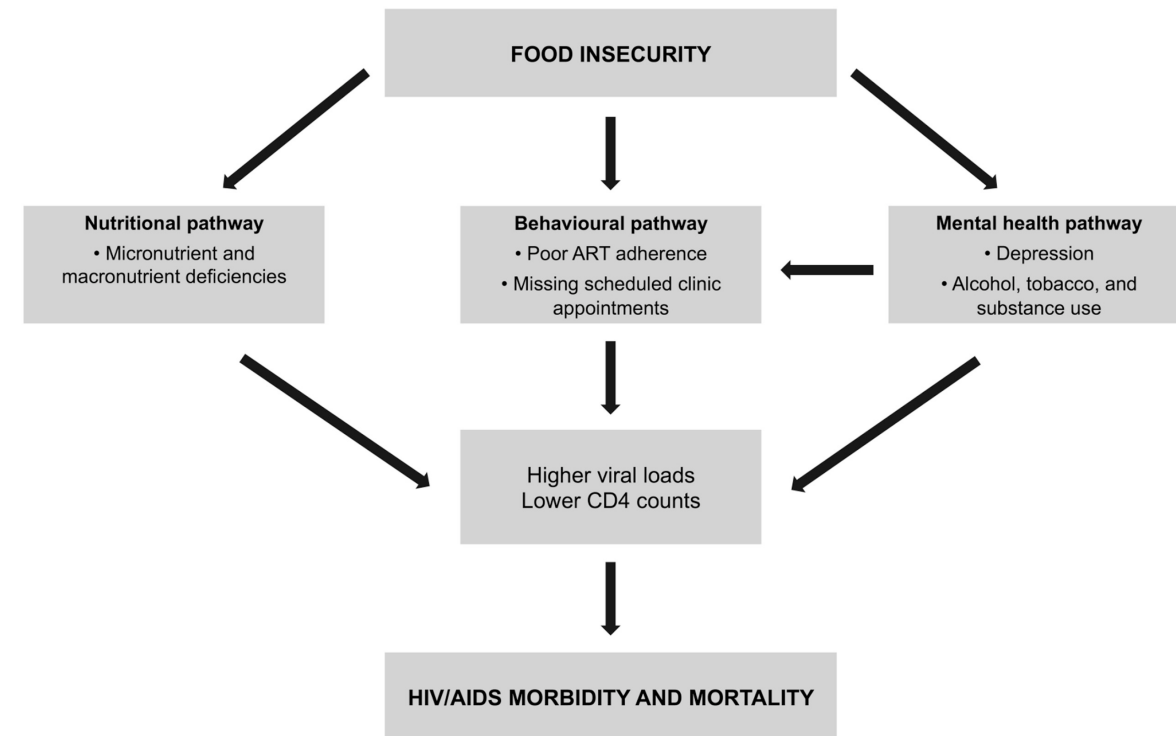 FOOD INSECURITY
Nutritional pathway
• Micronutrient and
macronutrient deficiencies
Behavioural pathway
• Poor ART adherence
• Missing scheduled clinic
appointments
Mental health pathway
• Depression
• Alcohol, tobacco, and
substance use
Higher viral loads
Lower CD4 counts
HIV/AIDS MORBIDITY AND MORTALITY